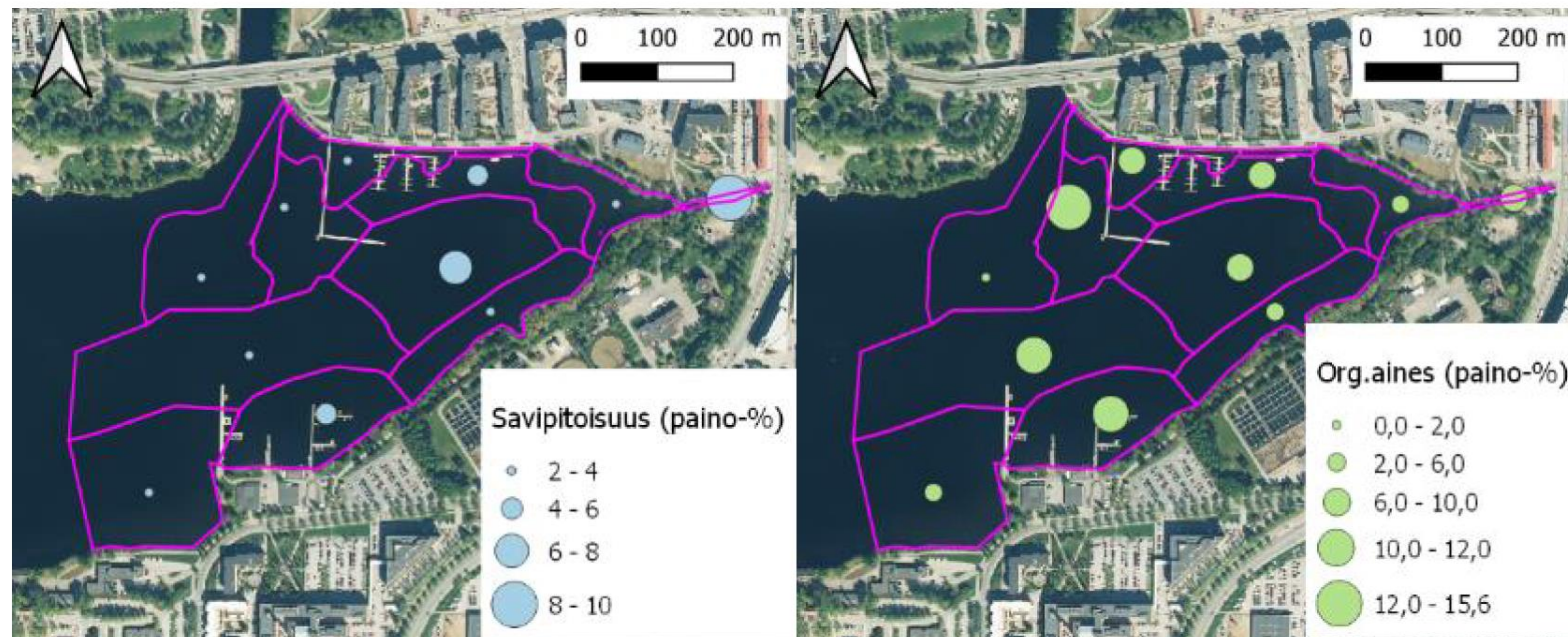 0 100 200 m
Savipitoisuus (paino-%)
2 - 4
4 - 6
6 - 8
8 - 10
0 100 200 m
Org.aines (paino-%)
0,0 - 2,0
2,0 - 6,0
6,0 - 10,0
10,0 - 12,0
12,0 - 15,6